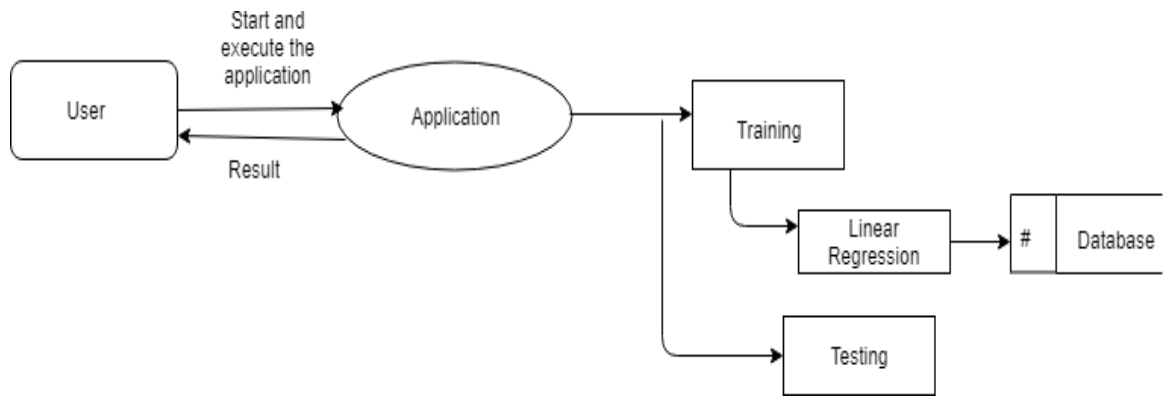 Start and
execute the
application
User
Application
Result
Training
Linear
Regression
#
Database
Testing